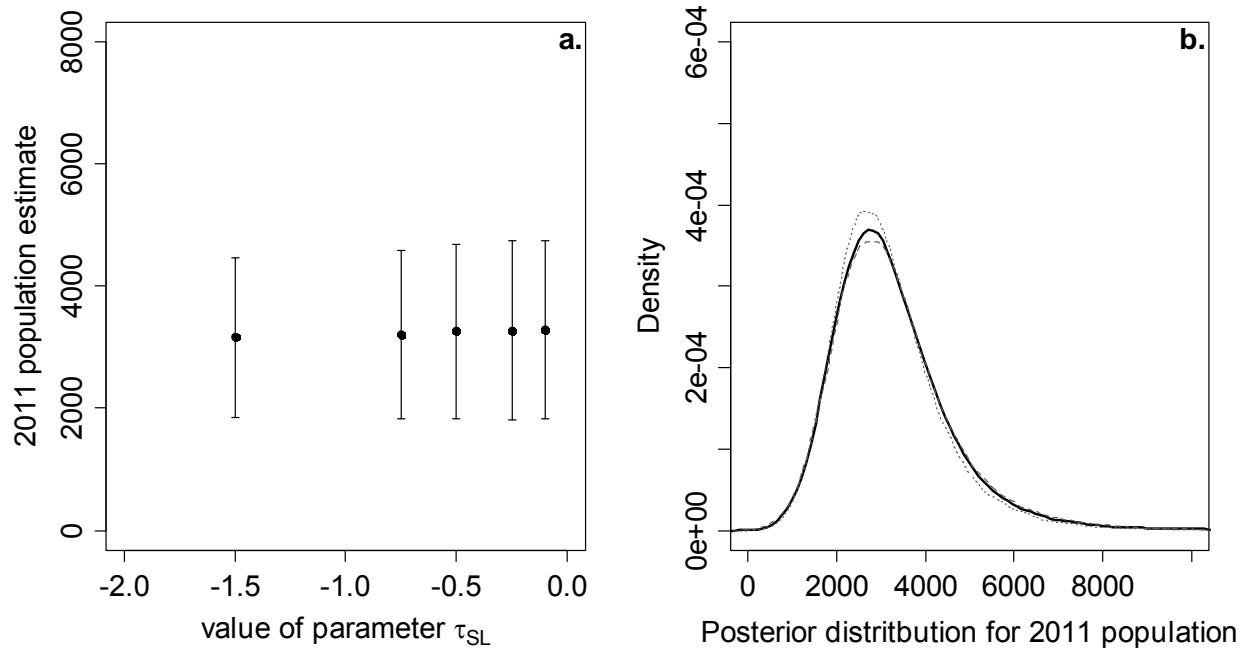 a.
8000
6000
4000
2000
0
2011 population estimate
-2.0 -1.5 -1.0 -0.5 0.0
value of parameter τSL
b.
6e-04
4e-04
2e-04
0e+00
Density
0 2000 4000 6000 8000
Posterior distritbution for 2011 population